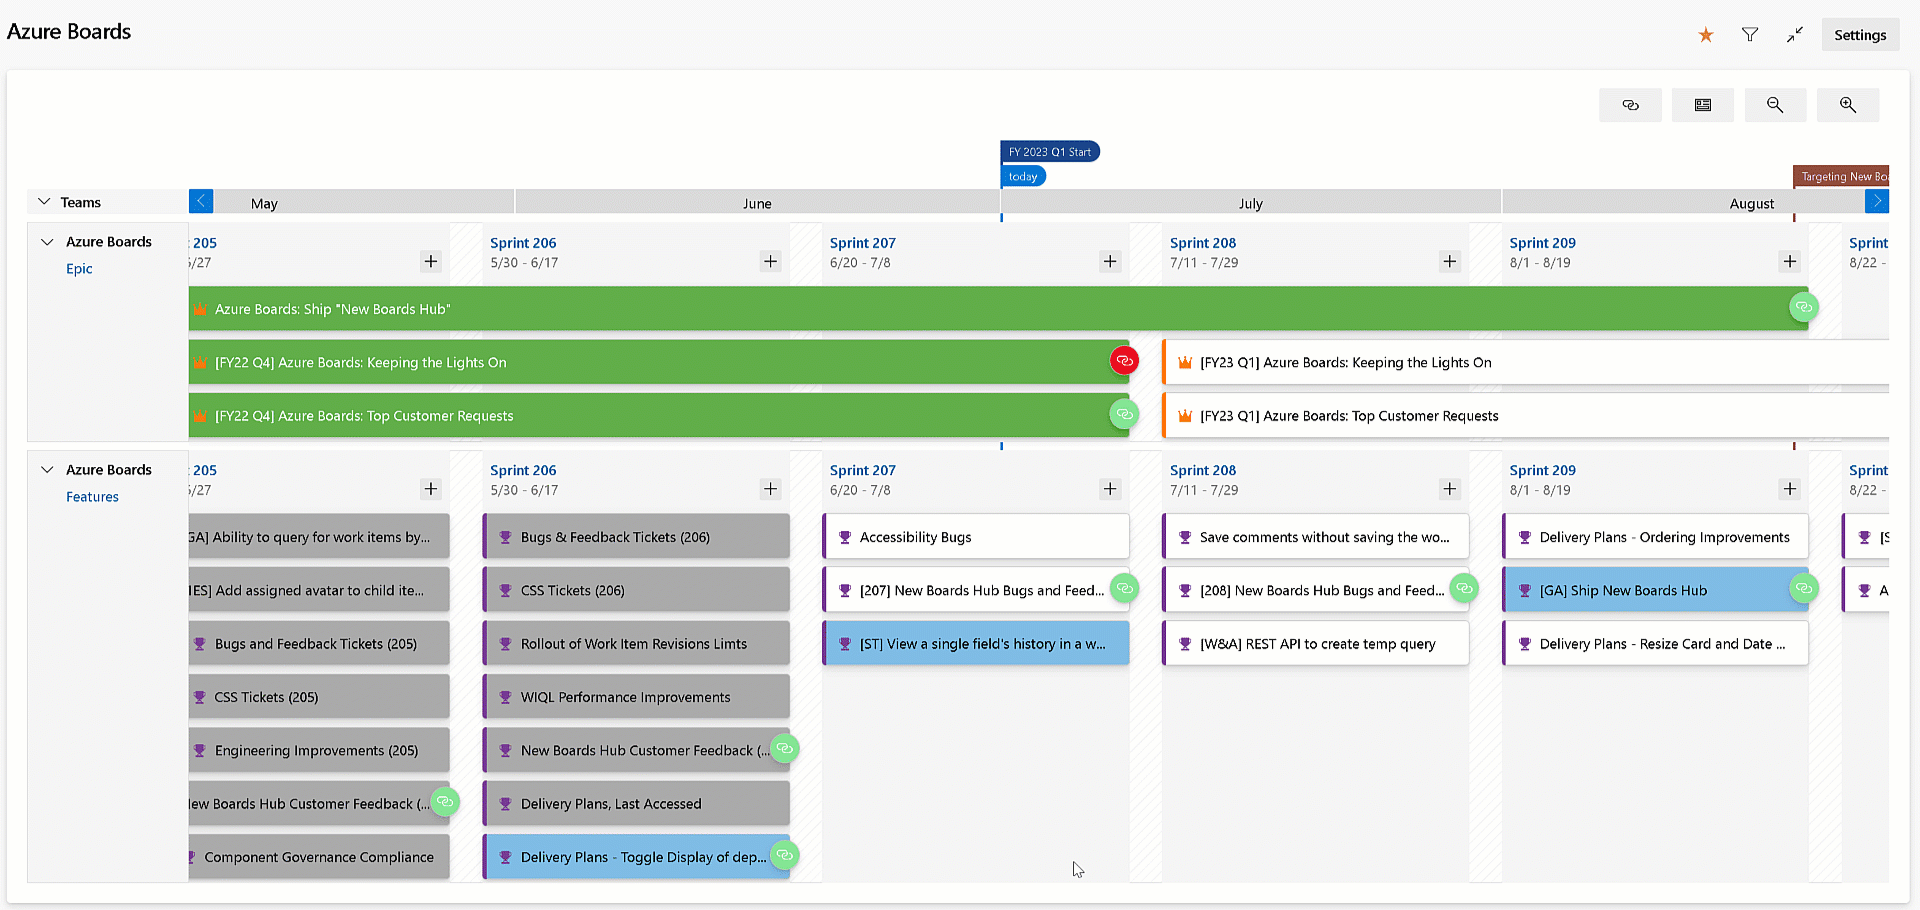 Azure Boards
Settings
FY 2023 Q1 Start
today
Targeting New Boa
Teams
May
June
July
August
Azure Boards
Epic
205
/27
Sprint 206
5/30 - 6/17
Sprint 207
6/20 - 7/8
Sprint 208
7/11 - 7/29
Sprint 209
8/1 - 8/19
Sprint
8/22 -
Azure Boards: Ship "New Boards Hub"
[FY22 Q4] Azure Boards: Keeping the Lights On
[FY23 Q1] Azure Boards: Keeping the Lights On
[FY22 Q4] Azure Boards: Top Customer Requests
[FY23 Q1] Azure Boards: Top Customer Requests
Azure Boards
Features
205
/27
Sprint 206
5/30 - 6/17
Sprint 207
6/20 - 7/8
Sprint 208
7/11 - 7/29
Sprint 209
8/1 - 8/19
Sprint
8/22 -
GA] Ability to query for work items by...
Bugs & Feedback Tickets (206)
Accessibility Bugs
Save comments without saving the wo...
Delivery Plans - Ordering Improvements
[S
ES] Add assigned avatar to child ite...
CSS Tickets (206)
[207] New Boards Hub Bugs and Feed...
[208] New Boards Hub Bugs and Feed...
[GA] Ship New Boards Hub
A
Bugs and Feedback Tickets (205)
Rollout of Work Item Revisions Limts
[ST] View a single field's history in a w...
[W&A] REST API to create temp query
Delivery Plans - Resize Card and Date ...
CSS Tickets (205)
WIQL Performance Improvements
Engineering Improvements (205)
New Boards Hub Customer Feedback (...
ew Boards Hub Customer Feedback (...
Delivery Plans, Last Accessed
Component Governance Compliance
Delivery Plans - Toggle Display of dep...